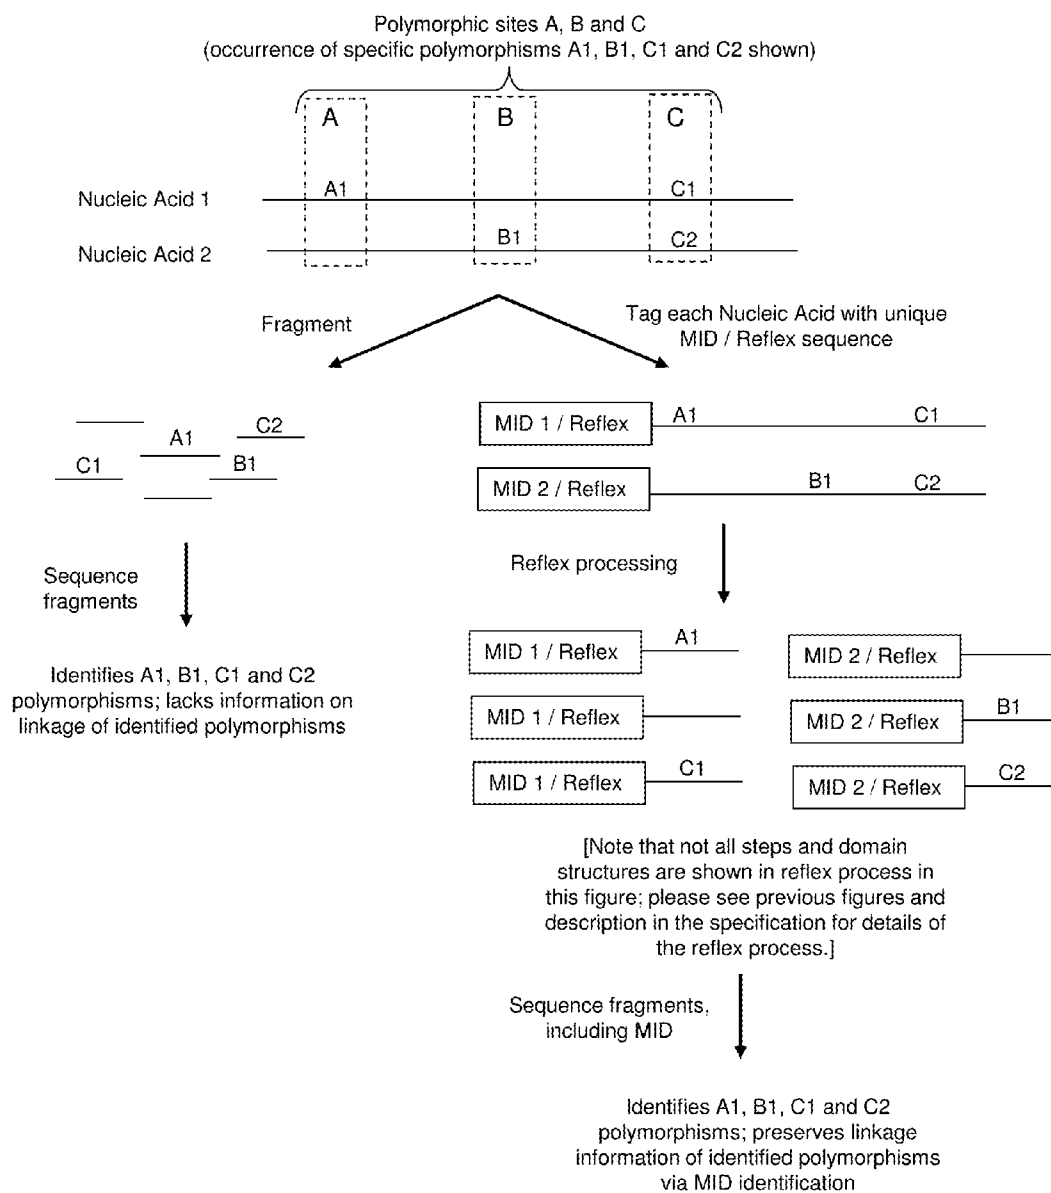 Polymorphic sites A, B and C
(occurrence of specific polymorphisms A1, B1, C1 and C2 shown)
A B C
A1 C1
Nucleic Acid 1
B1 C2
Nucleic Acid 2
Fragment
Tag each Nucleic Acid with unique
MID / Reflex sequence
A1
C2
C1
B1
MID 1 / Reflex A1 C1
MID 2 / Reflex B1 C2
Sequence
fragments
Reflex processing
Identifies A1, B1, C1 and C2
polymorphisms; lacks information on
linkage of identified polymorphisms
MID 1 / Reflex A1
MID 1 / Reflex
MID 1 / Reflex C1
MID 2 / Reflex
MID 2 / Reflex B1
MID 2 / Reflex C2
[Note that not all steps and domain
structures are shown in reflex process in
this figure; please see previous figures and
description in the specification for details of
the reflex process.]
Sequence fragments,
including MID
Identifies A1, B1, C1 and C2
polymorphisms; preserves linkage
information of identified polymorphisms
via MID identification